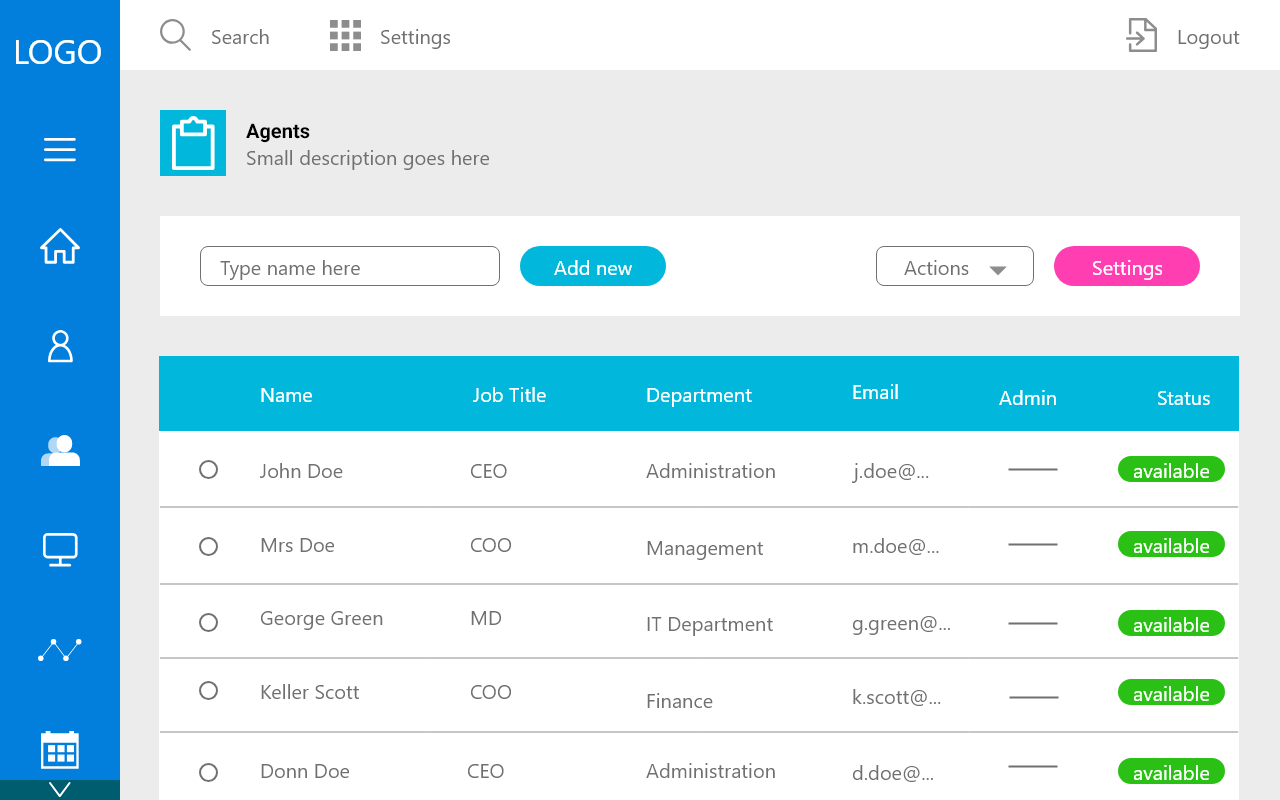 LOGO
Search Settings Logout
Agents
Small description goes here
Type name here Add new Actions Settings
Name Job Title Department Email Admin Status
John Doe CEO Administration j.doe@... available
Mrs Doe COO Management m.doe@... available
George Green MD IT Department g.green@... available
Keller Scott COO Finance k.scott@... available
Donn Doe CEO Administration d.doe@... available